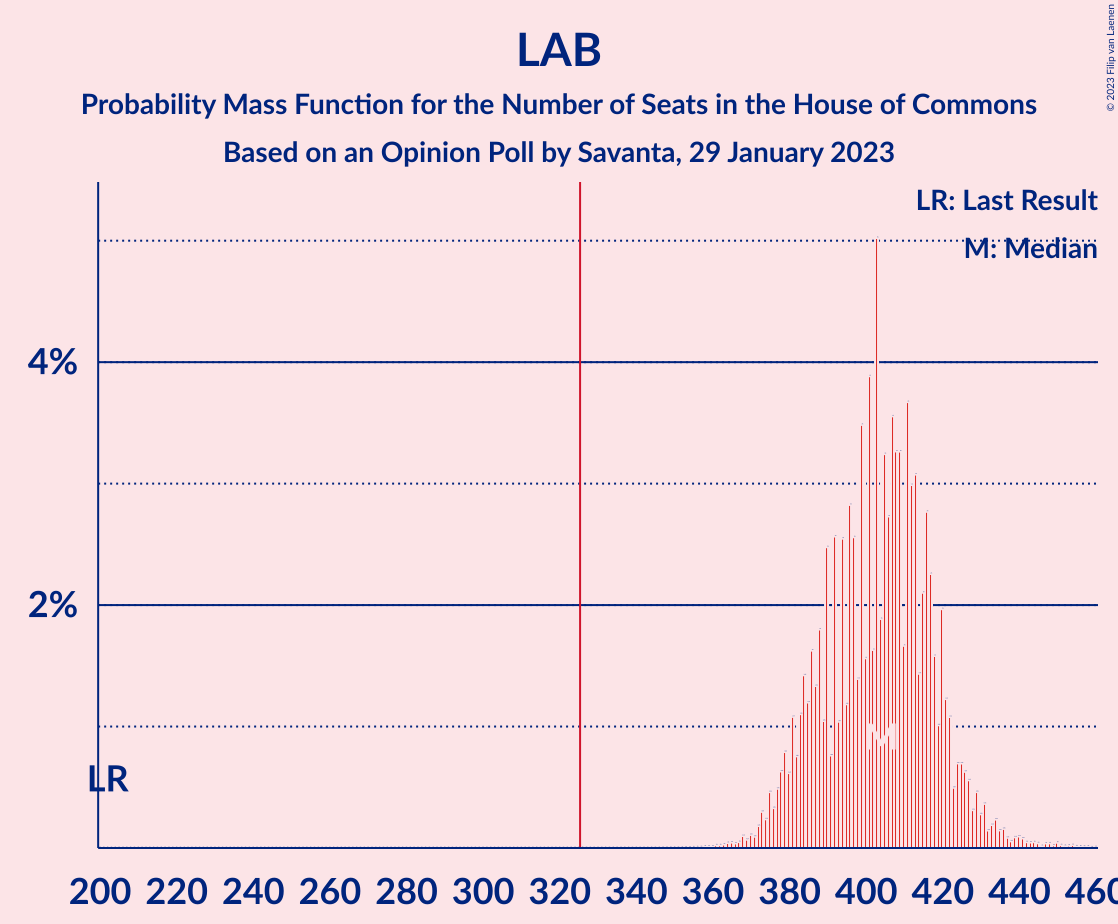 LAB
Probability Mass Function for the Number of Seats in the House of Commons
Based on an Opinion Poll by Savanta, 29 January 2023
© 2023 Filip van Laenen
LR: Last Result
M: Median
4%
2%
LR
M
200 220 240 260 280 300 320 340 360 380 400 420 440 460